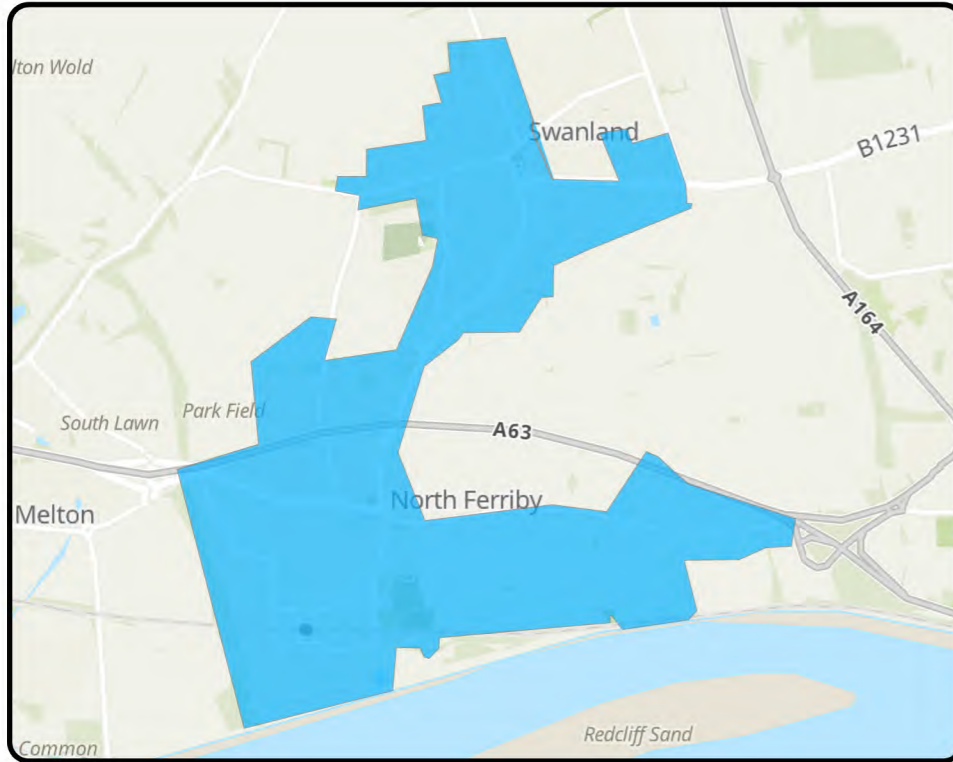 lton Wold
Swanland
B1231
A164
Park Field
South Lawn
A63
North Ferriby
Melton
Redcliff Sand
Common